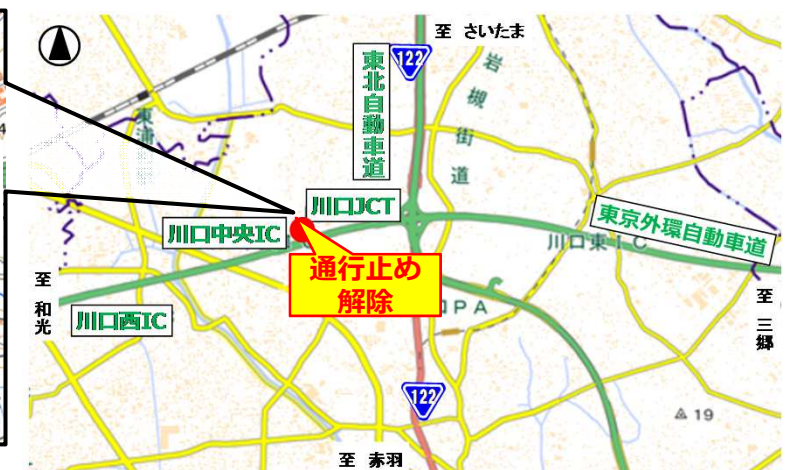 至 さいたま
122
東北自動車道
岩槻街道
東浦
川口JCT
川口中央IC
東京外環自動車道
川口東IC
通行止め
解除
至 和光
川口西IC
PA
至 三郷
122
19
至 赤羽